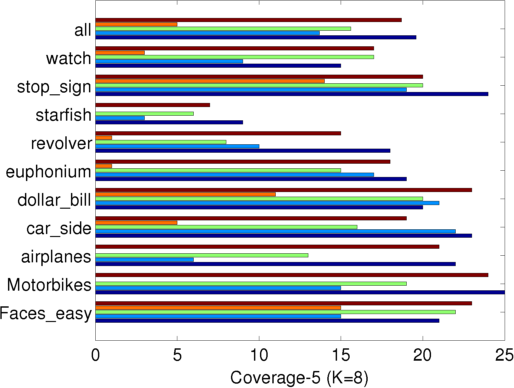 all
watch
stop_sign
starfish
revolver
euphonium
dollar_bill
car_side
airplanes
Motorbikes
Faces_easy
0 5 10 15 20 25
Coverage-5 (K=8)